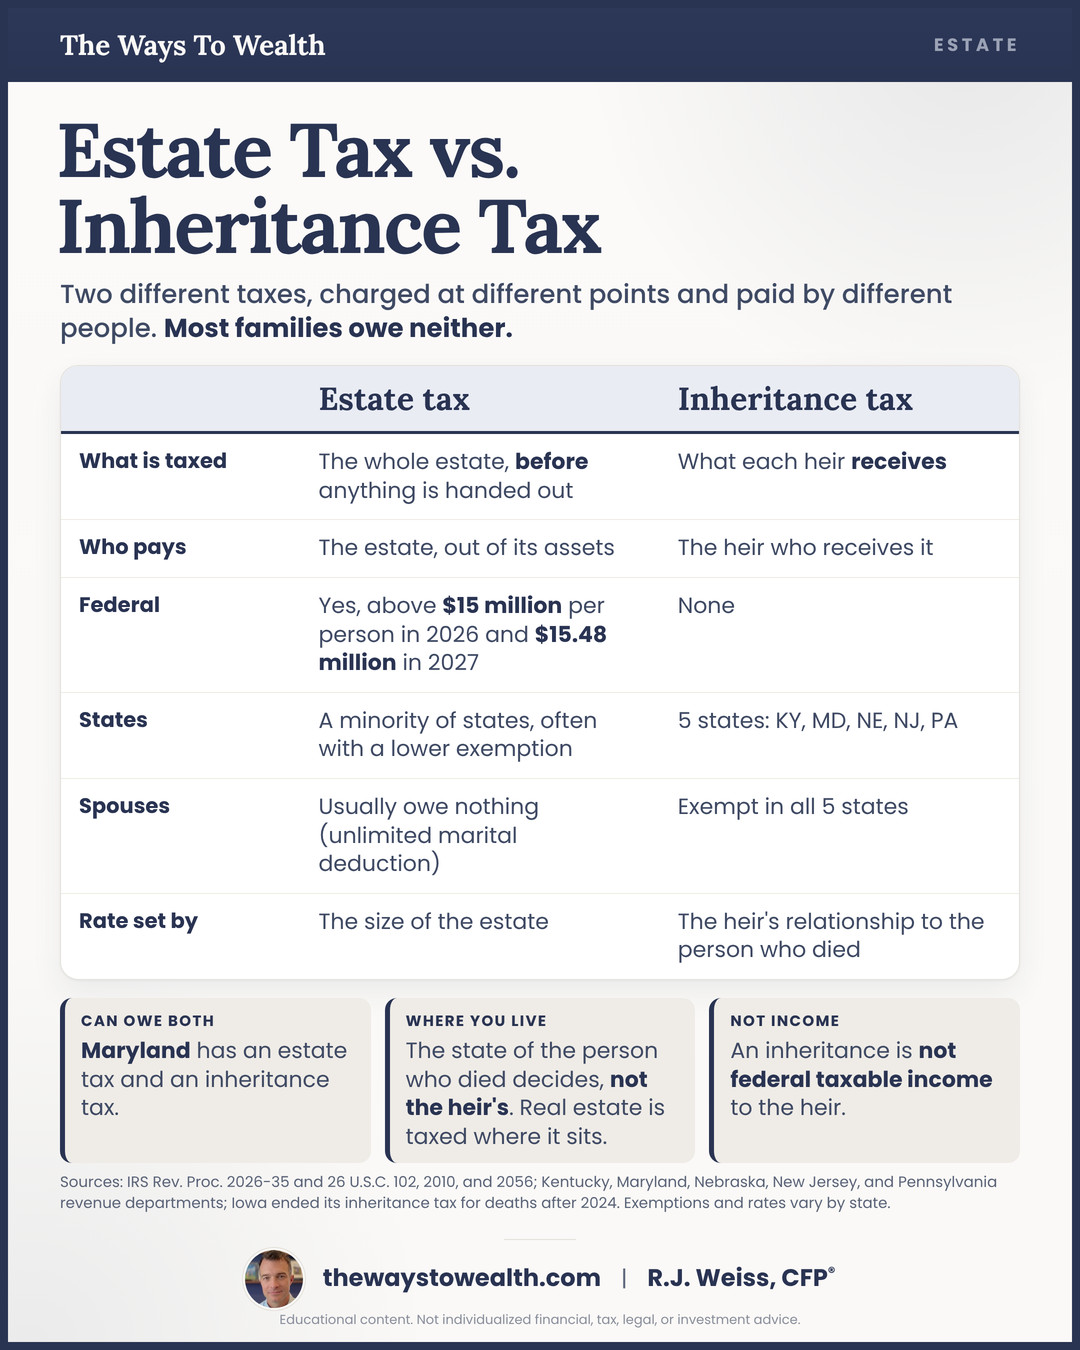 The Ways To Wealth
ESTATE
Estate Tax vs.
Inheritance Tax
Two different taxes, charged at different points and paid by different
people. Most families owe neither.
Estate tax
Inheritance tax
What is taxed
The whole estate, before
anything is handed out
What each heir receives
Who pays
The estate, out of its assets
The heir who receives it
Federal
Yes, above $15 million per
person in 2026 and $15.48
million in 2027
None
States
A minority of states, often
with a lower exemption
5 states: KY, MD, NE, NJ, PA
Spouses
Usually owe nothing
(unlimited marital
deduction)
Exempt in all 5 states
Rate set by
The size of the estate
The heir's relationship to the
person who died
CAN OWE BOTH
Maryland has an estate
tax and an inheritance
tax.
WHERE YOU LIVE
The state of the person
who died decides, not
the heir's. Real estate is
taxed where it sits.
NOT INCOME
An inheritance is not
federal taxable income
to the heir.
Sources: IRS Rev. Proc. 2026-35 and 26 U.S.C. 102, 2010, and 2056; Kentucky, Maryland, Nebraska, New Jersey, and Pennsylvania
revenue departments; Iowa ended its inheritance tax for deaths after 2024. Exemptions and rates vary by state.
thewaystowealth.com | R.J. Weiss, CFP®
Educational content. Not individualized financial, tax, legal, or investment advice.